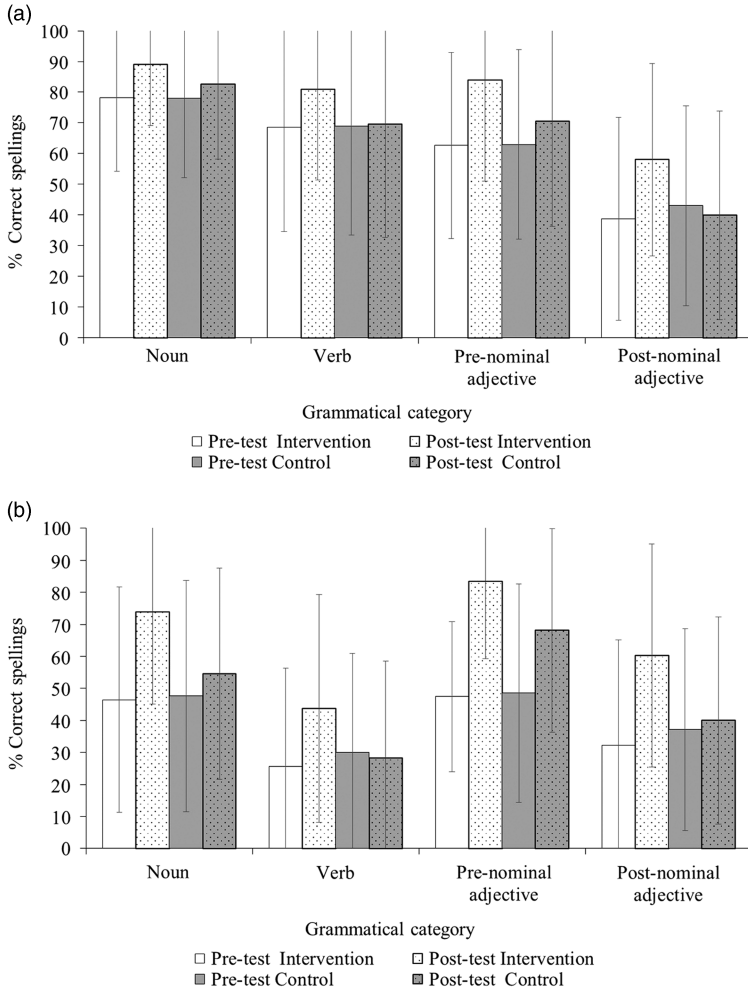 (a)
% Correct spellings
100
90
80
70
60
50
40
30
20
10
0
Noun Verb Pre-nominal adjective Post-nominal adjective
Grammatical category
Pre-test Intervention Post-test Intervention
Pre-test Control Post-test Control
(b)
% Correct spellings
100
90
80
70
60
50
40
30
20
10
0
Noun Verb Pre-nominal adjective Post-nominal adjective
Grammatical category
Pre-test Intervention Post-test Intervention
Pre-test Control Post-test Control